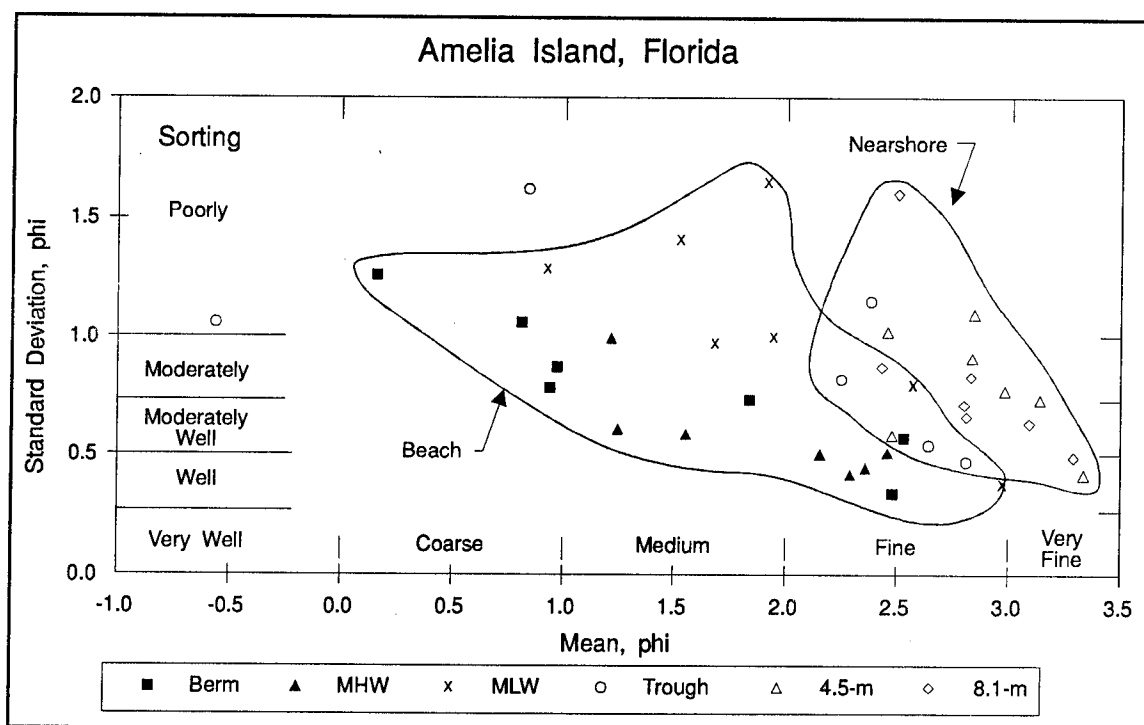 Amelia Island, Florida
2.0
1.5
1.0
0.5
0.0
Standard Deviation, phi
Sorting
Poorly
Moderately
Moderately
Well
Well
Very Well
Nearshore
Beach
Coarse
Medium
Fine
Very
Fine
-1.0 -0.5 0.0 0.5 1.0 1.5 2.0 2.5 3.0 3.5
Mean, phi
Berm MHW MLW Trough 4.5-m 8.1-m